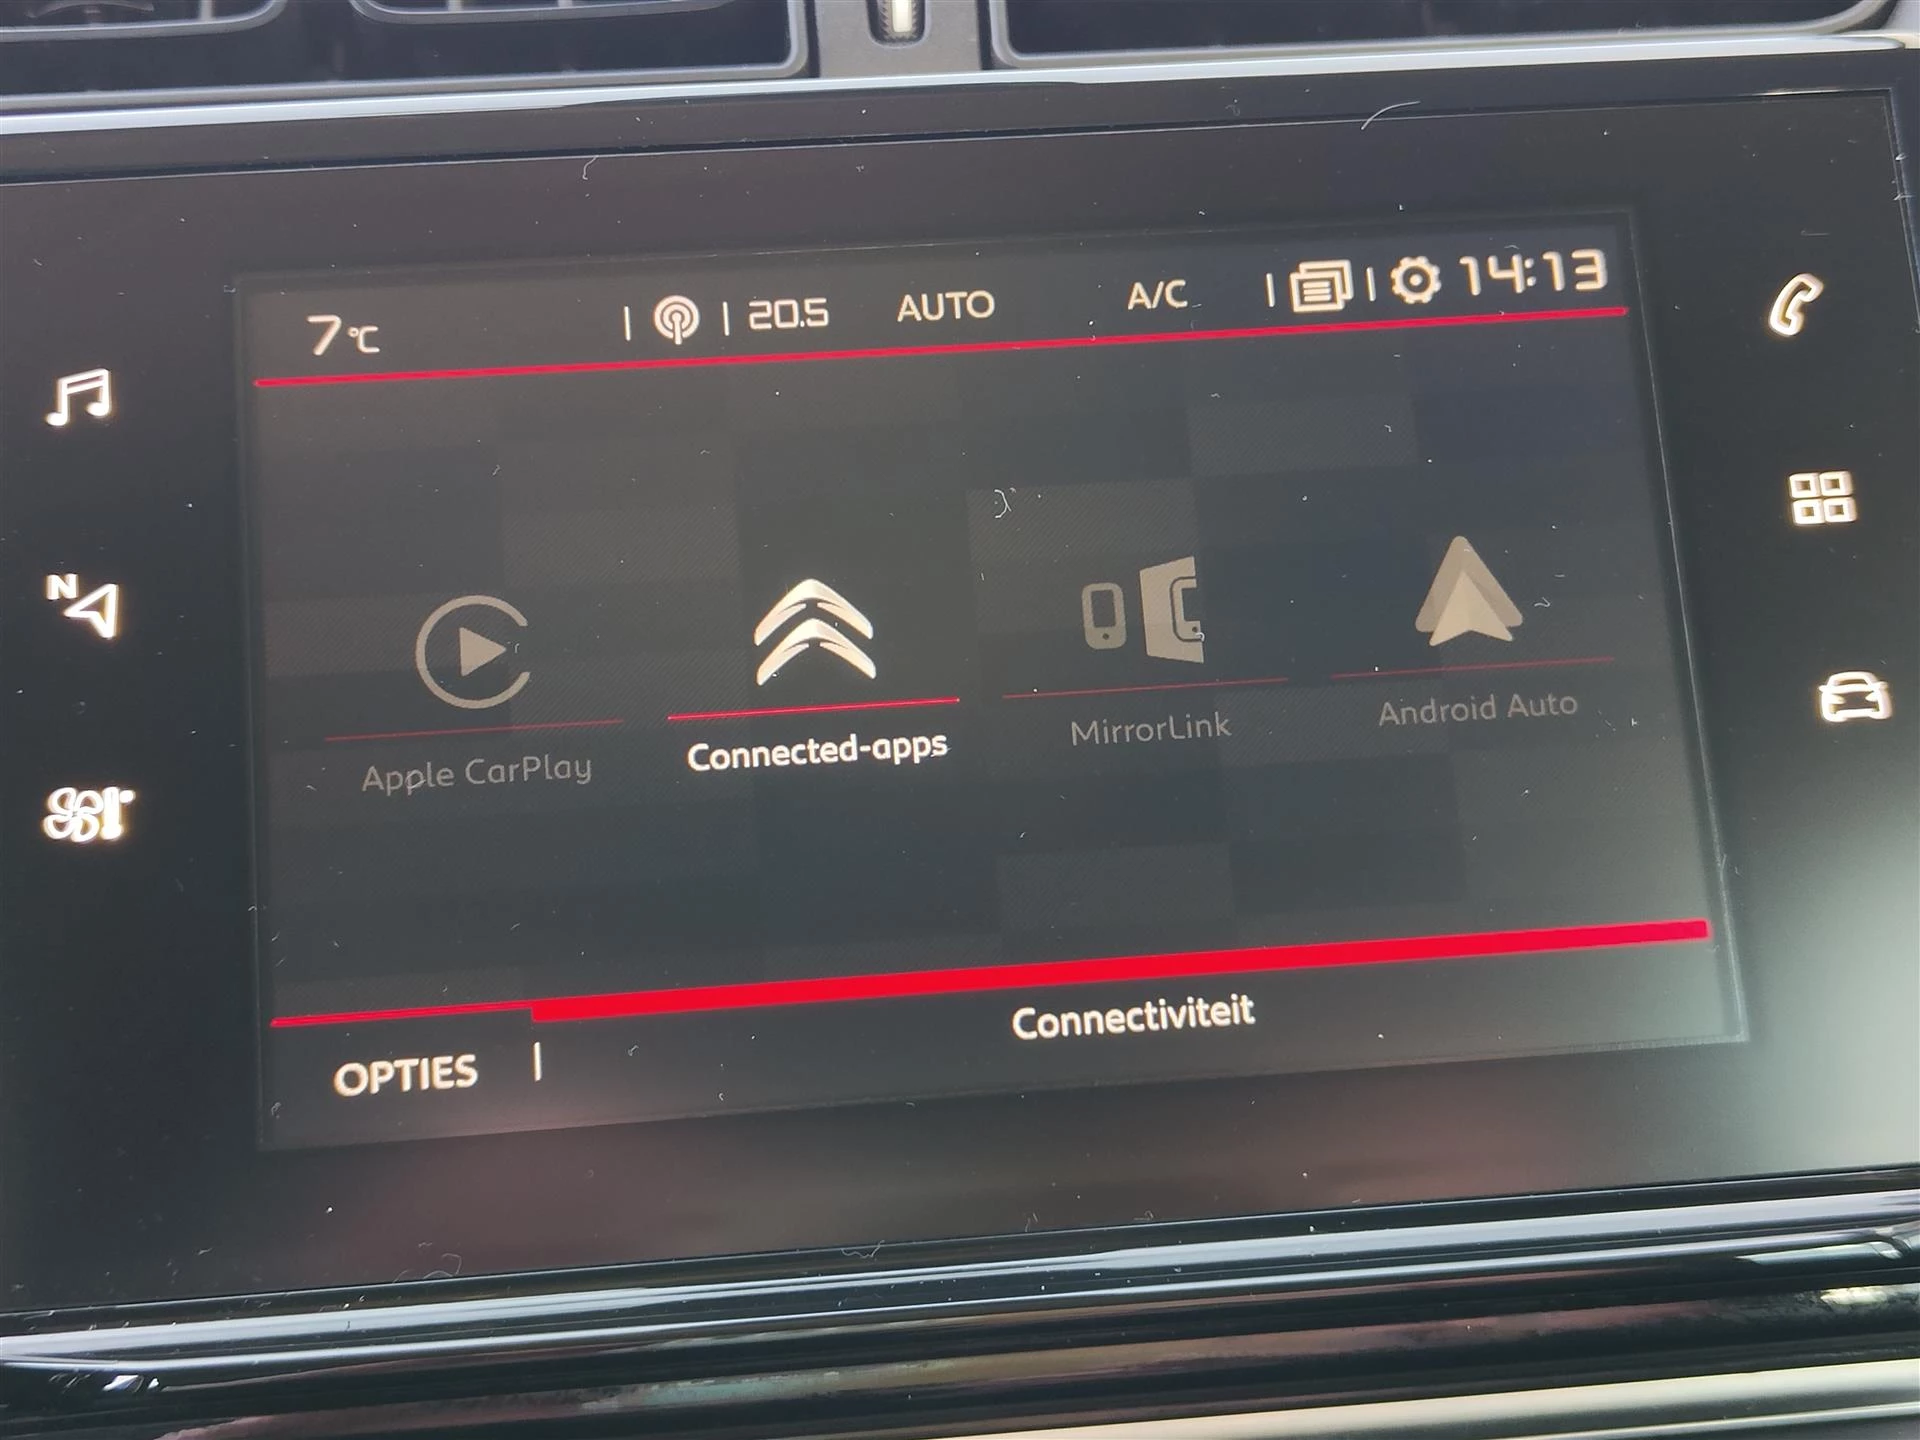 7°C 20.5 AUTO A/C 14:13
N
Apple CarPlay Connected-apps MirrorLink Android Auto
OPTIES Connectiviteit